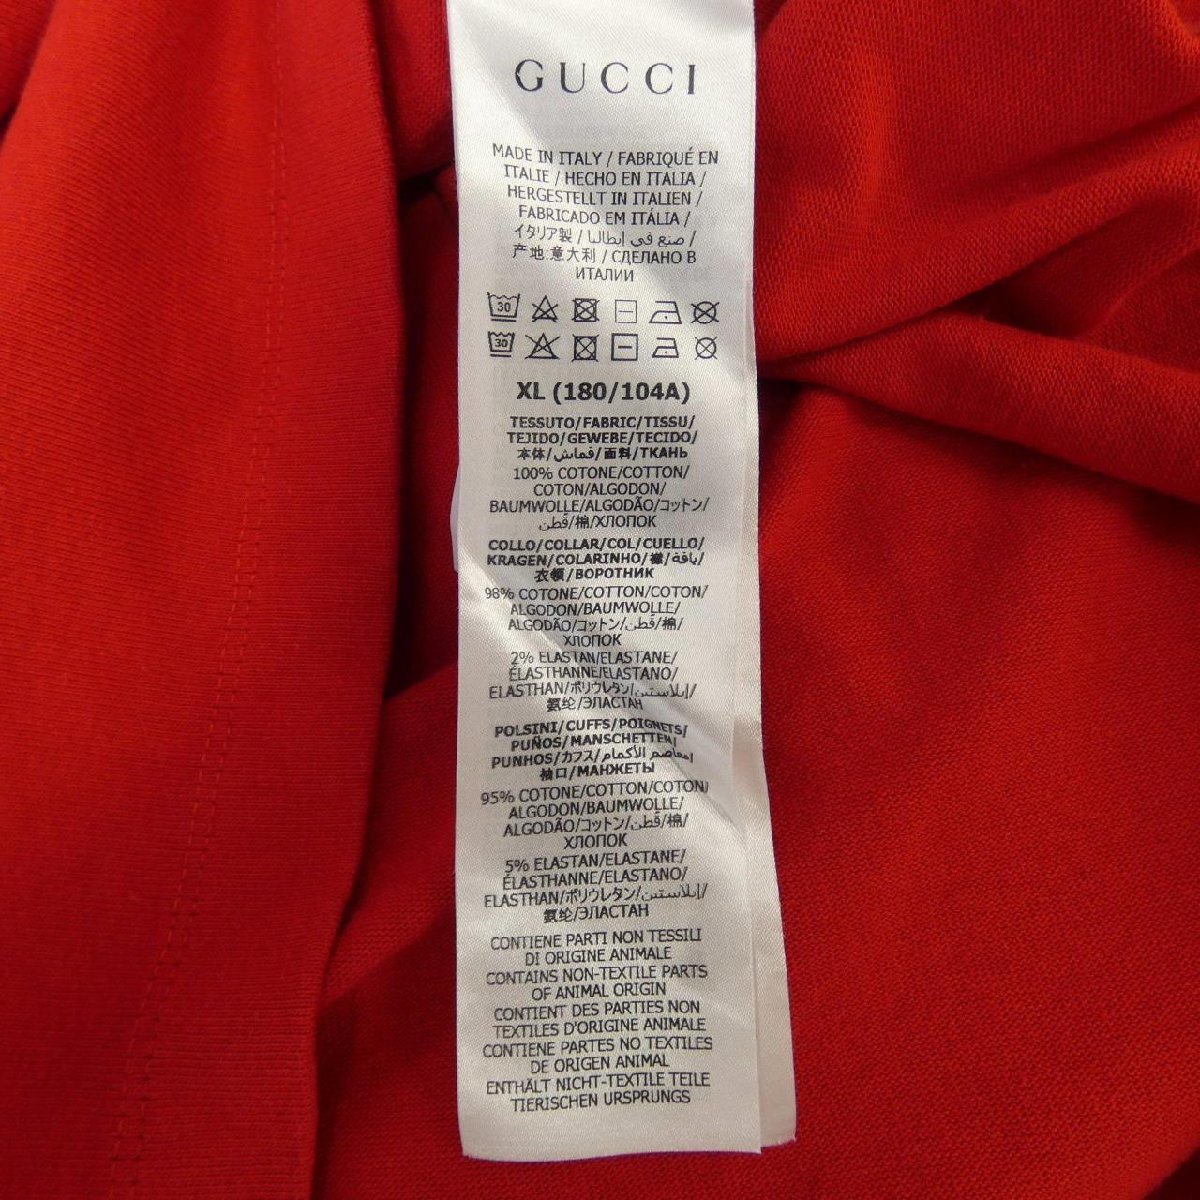 GUCCI
MADE IN ITALY / FABRIQUÉ EN
ITALIE / HECHO EN ITALIA /
HERGESTELLT IN ITALIEN /
FABRICADO EM ITÁLIA /
イタリア製 / صنع في إيطاليا /
产地 意大利 / СДЕЛАНО В
ИТАЛИИ
30
30
XL (180/104A)
TESSUTO/FABRIC/TISSU/
TEJIDO/GEWEBE/TECIDO/
本体/قماش/面料/ТКАНЬ
100% COTONE/COTTON/
COTON/ALGODON/
BAUMWOLLE/ALGODÃO/コットン/
قطن/棉/ХЛОПОК
COLLO/COLLAR/COL/CUELLO/
KRAGEN/COLARINHO/襟/ياقة/
衣领/ВОРОТНИК
98% COTONE/COTTON/COTON/
ALGODON/BAUMWOLLE/
ALGODÃO/コットン/قطن/棉/
ХЛОПОК
2% ELASTAN/ELASTANE/
ÉLASTHANNE/ELASTANO/
ELASTHAN/ポリウレタン/إيلاستين/
氨纶/ЭЛАСТАН
POLSINI/CUFFS/POIGNETS/
PUÑOS/MANSCHETTEN/
PUNHOS/カフス/معاصم الأكمام/
袖口/МАНЖЕТЫ
95% COTONE/COTTON/COTON/
ALGODON/BAUMWOLLE/
ALGODÃO/コットン/قطن/棉/
ХЛОПОК
5% ELASTAN/ELASTANE/
ÉLASTHANNE/ELASTANO/
ELASTHAN/ポリウレタン/إيلاستين/
氨纶/ЭЛАСТАН
CONTIENE PARTI NON TESSILI
DI ORIGINE ANIMALE
CONTAINS NON-TEXTILE PARTS
OF ANIMAL ORIGIN
CONTIENT DES PARTIES NON
TEXTILES D'ORIGINE ANIMALE
CONTIENE PARTES NO TEXTILES
DE ORIGEN ANIMAL
ENTHÄLT NICHT-TEXTILE TEILE
TIERISCHEN URSPRUNGS